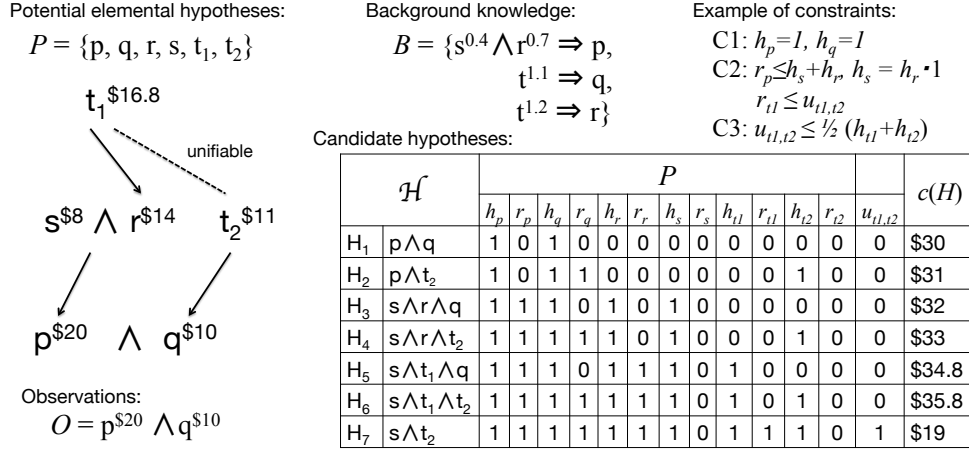 Potential elemental hypotheses:
P = {p, q, r, s, t₁, t₂}
t₁$16.8
unifiable
s$8 ∧ r$14 t₂$11
p$20 ∧ q$10
Observations:
O = p$20 ∧q$10
Background knowledge:
B = {s0.4∧r0.7 ⇒ p,
t1.1 ⇒ q,
t1.2 ⇒ r}
Example of constraints:
C1: hp=1, hq=1
C2: rp≤hs+hr, hs = hr·1
rt1 ≤ ut1,t2
C3: ut1,t2 ≤ ½ (ht1+ht2)
Candidate hypotheses:
ℋ P c(H)
hp rp hq rq hr rr hs rs ht1 rt1 ht2 rt2 ut1,t2
H₁ p∧q 1 0 1 0 0 0 0 0 0 0 0 0 0 $30
H₂ p∧t₂ 1 0 1 1 0 0 0 0 0 0 1 0 0 $31
H₃ s∧r∧q 1 1 1 0 1 0 1 0 0 0 0 0 0 $32
H₄ s∧r∧t₂ 1 1 1 1 1 0 1 0 0 0 1 0 0 $33
H₅ s∧t₁∧q 1 1 1 0 1 1 1 0 1 0 0 0 0 $34.8
H₆ s∧t₁∧t₂ 1 1 1 1 1 1 1 0 1 0 1 0 0 $35.8
H₇ s∧t₂ 1 1 1 1 1 1 1 0 1 1 1 0 1 $19